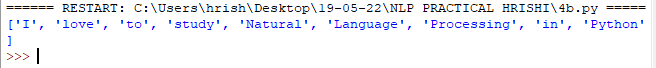 ====== RESTART: C:\Users\hrish\Desktop\19-05-22\NLP PRACTICAL HRISHI\4b.py =====
['I', 'love', 'to', 'study', 'Natural', 'Language', 'Processing', 'in', 'Python'
]
>>>